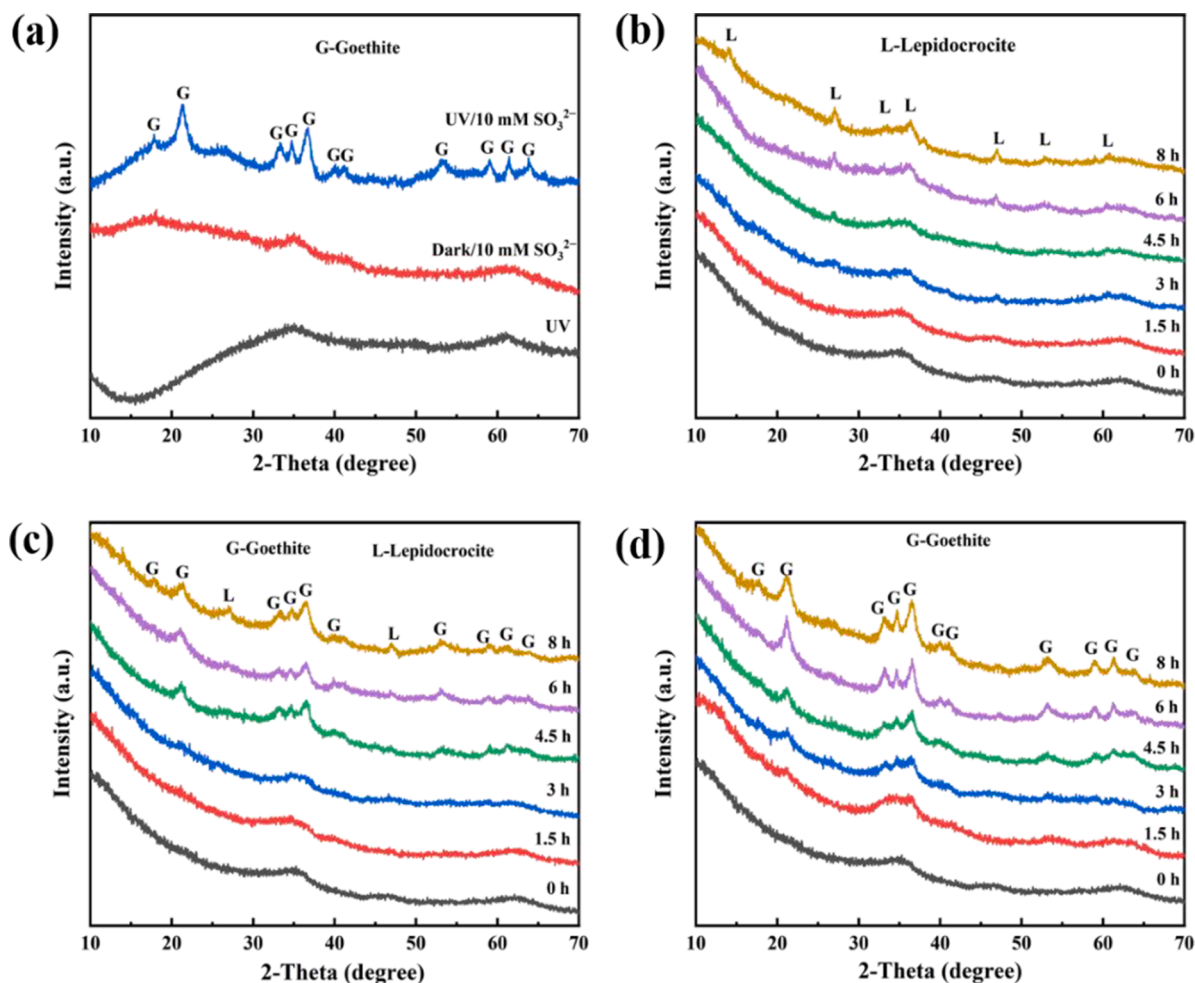 (a)
G-Goethite
G
G
G
G
G
G
G
G
G
G
G
UV/10 mM SO₃²⁻
Dark/10 mM SO₃²⁻
UV
Intensity (a.u.)
10 20 30 40 50 60 70
2-Theta (degree)
(b)
L-Lepidocrocite
L
L
L
L
L
L
L
8 h
6 h
4.5 h
3 h
1.5 h
0 h
Intensity (a.u.)
10 20 30 40 50 60 70
2-Theta (degree)
(c)
G-Goethite L-Lepidocrocite
G
G
L
G
G
G
G
L
G
G
G
G
8 h
6 h
4.5 h
3 h
1.5 h
0 h
Intensity (a.u.)
10 20 30 40 50 60 70
2-Theta (degree)
(d)
G-Goethite
G
G
G
G
G
G
G
G
G
G
G
8 h
6 h
4.5 h
3 h
1.5 h
0 h
Intensity (a.u.)
10 20 30 40 50 60 70
2-Theta (degree)